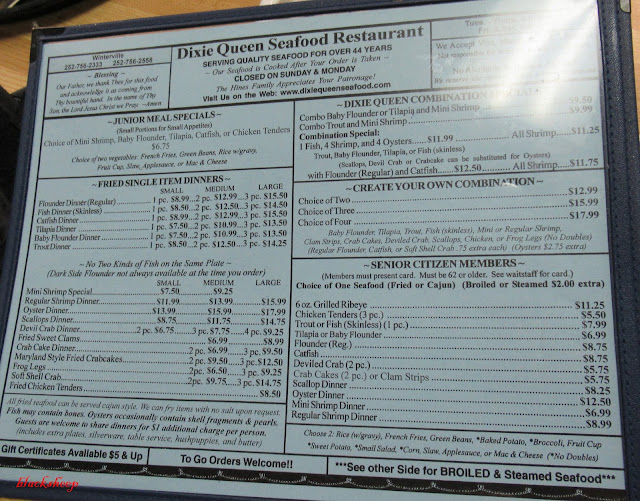 Winterville
252-756-2333 252-756-2558
~ Blessing ~
Our Father, we thank Thee for this food
and acknowledge it as coming from
Thy bountiful hand. In the name of Thy
Son, the Lord Jesus Christ we Pray. ~Amen
Dixie Queen Seafood Restaurant
SERVING QUALITY SEAFOOD FOR OVER 44 YEARS
~ Our Seafood is Cooked After Your Order is Taken ~
CLOSED ON SUNDAY & MONDAY
The Hines Family Appreciates Your Patronage!
Visit Us on the Web: www.dixiequeenseafood.com
Tues.
We Accept
Not responsible
No
We reserve
~JUNIOR MEAL SPECIALS~
(Small Portions for Small Appetites)
Choice of Mini Shrimp, Baby Flounder, Tilapia, Catfish, or Chicken Tenders
$6.75
Choice of two vegetables: French Fries, Green Beans, Rice w/gravy,
Fruit Cup, Slaw, Applesauce, or Mac & Cheese
~FRIED SINGLE ITEM DINNERS~
SMALL MEDIUM LARGE
Flounder Dinner (Regular) 1 pc. $8.99 2 pc. $12.99 3 pc. $15.50
Fish Dinner (Skinless) 1 pc. $8.50 2 pc. $12.50 3 pc. $14.50
Catfish Dinner 1 pc. $8.99 2 pc. $12.99 3 pc. $15.50
Tilapia Dinner 1 pc. $7.50 2 pc. $10.99 3 pc. $13.50
Baby Flounder Dinner 1 pc. $7.50 2 pc. $10.99 3 pc. $13.50
Trout Dinner 1 pc. $8.50 2 pc. $12.50 3 pc. $14.25
~ No Two Kinds of Fish on the Same Plate ~
(Dark Side Flounder not always available at the time you order)
SMALL MEDIUM LARGE
Mini Shrimp Special $7.50 $9.25
Regular Shrimp Dinner $11.99 $13.99 $15.99
Oyster Dinner $13.99 $15.99 $17.99
Scallops Dinner $8.75 $11.75 $14.75
Devil Crab Dinner 2 pc. $6.75 3 pc. $7.75 4 pc. $9.25
Fried Sweet Clams $6.99 $8.99
Crab Cake Dinner 2 pc. $6.99 3 pc. $9.50
Maryland Style Fried Crabcakes 2 pc. $9.50 3 pc. $12.50
Frog Legs 2pc. $6.50 3 pc. $9.25
Soft Shell Crab 2pc. $9.75 3 pc. $14.75
Fried Chicken Tenders $8.50
All fried seafood can be served cajun style. We can fry items with no salt upon request.
Fish may contain bones. Oysters occasionally contain shell fragments & pearls.
Guests are welcome to share dinners for $1 additional charge per person.
(includes extra plates, silverware, table service, hushpuppies, and butter)
Gift Certificates Available $5 & Up
To Go Orders Welcome!!
~DIXIE QUEEN COMBINATION SPECIALS~
Combo Baby Flounder or Tilapia and Mini Shrimp $9.50
Combo Trout and Mini Shrimp $9.99
Combination Special:
1 Fish, 4 Shrimp, and 4 Oysters $11.99 All Shrimp $11.25
Trout, Baby Flounder, Tilapia, or Fish (skinless)
(Scallops, Devil Crab or Crabcake can be substituted for Oysters)
with Flounder (Regular) and Catfish $12.50 All Shrimp $11.75
~CREATE YOUR OWN COMBINATION~
Choice of Two $12.99
Choice of Three $15.99
Choice of Four $17.99
Baby Flounder, Tilapia, Trout, Fish (skinless), Mini or Regular Shrimp,
Clam Strips, Crab Cakes, Deviled Crab, Scallops, Chicken, or Frog Legs (No Doubles)
(Regular Flounder, Catfish, or Soft Shell Crab .75 extra each) (Oysters $2.75 extra)
~ SENIOR CITIZEN MEMBERS ~
(Members must present card. Must be 62 or older. See waitstaff for card.)
Choice of One Seafood (Fried or Cajun) (Broiled or Steamed $2.00 extra)
6 oz. Grilled Ribeye $11.25
Chicken Tenders (3 pc.) $5.50
Trout or Fish (Skinless) (1 pc.) $7.99
Tilapia or Baby Flounder $6.99
Flounder (Reg.) $8.75
Catfish $8.75
Deviled Crab (2 pc.) $5.75
Crab Cakes (2 pc.) or Clam Strips $5.75
Scallop Dinner $8.25
Oyster Dinner $12.50
Mini Shrimp Dinner $6.99
Regular Shrimp Dinner $8.99
Choose 2: Rice (w/gravy), French Fries, Green Beans, *Baked Potato, *Broccoli, Fruit Cup
*Sweet Potato, *Small Salad, *Corn, Slaw, Applesauce, or Mac & Cheese (*No Doubles)
***See other Side for BROILED & Steamed Seafood***